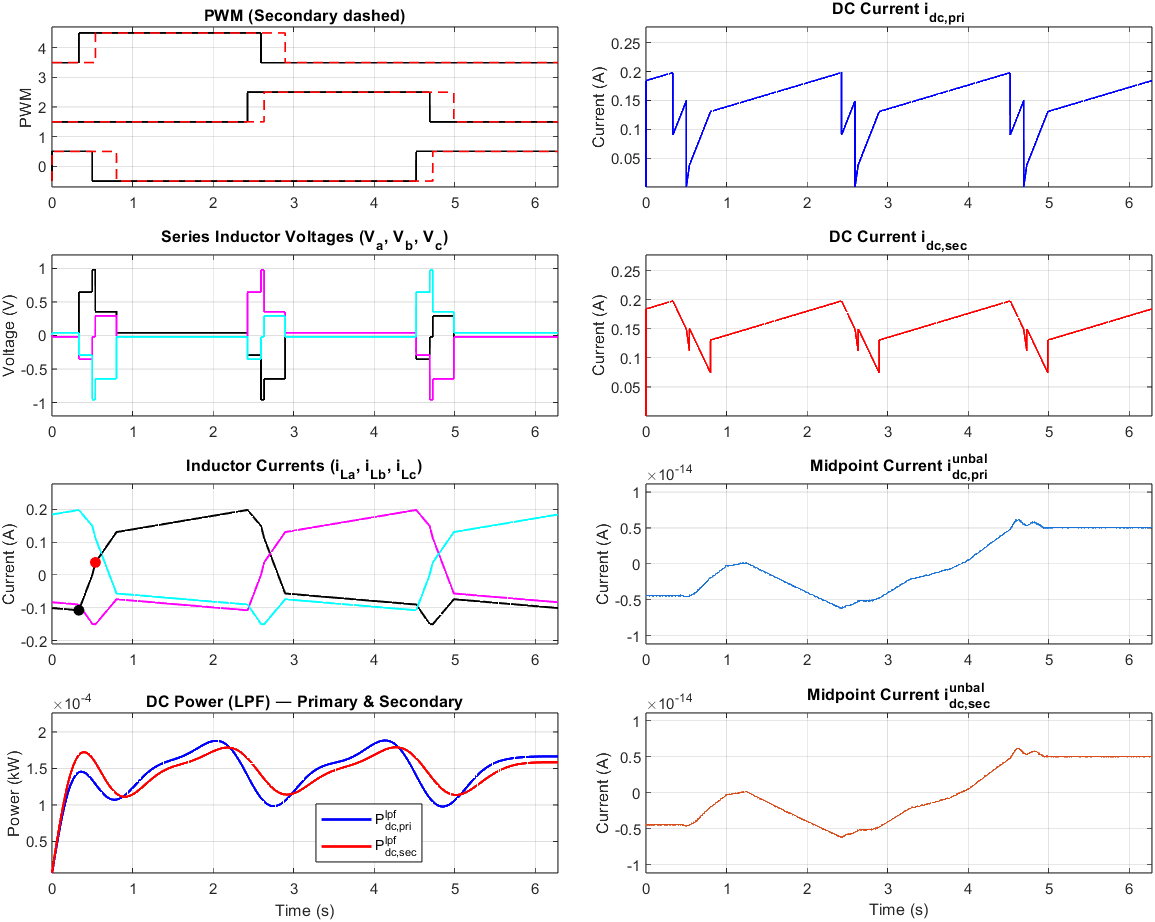 PWM (Secondary dashed)
PWM
4
3
2
1
0
0 1 2 3 4 5 6
DC Current i_dc,pri
Current (A)
0.25
0.2
0.15
0.1
0.05
0 1 2 3 4 5 6
Series Inductor Voltages (V_a, V_b, V_c)
Voltage (V)
1
0.5
0
-0.5
-1
0 1 2 3 4 5 6
DC Current i_dc,sec
Current (A)
0.25
0.2
0.15
0.1
0.05
0 1 2 3 4 5 6
Inductor Currents (i_La, i_Lb, i_Lc)
Current (A)
0.2
0.1
0
-0.1
-0.2
0 1 2 3 4 5 6
Midpoint Current i_dc,pri^unbal
×10^-14
Current (A)
1
0.5
0
-0.5
-1
0 1 2 3 4 5 6
DC Power (LPF) — Primary & Secondary
×10^-4
Power (kW)
2
1.5
1
0.5
P_dc,pri^lpf
P_dc,sec^lpf
0 1 2 3 4 5 6
Time (s)
Midpoint Current i_dc,sec^unbal
×10^-14
Current (A)
1
0.5
0
-0.5
-1
0 1 2 3 4 5 6
Time (s)